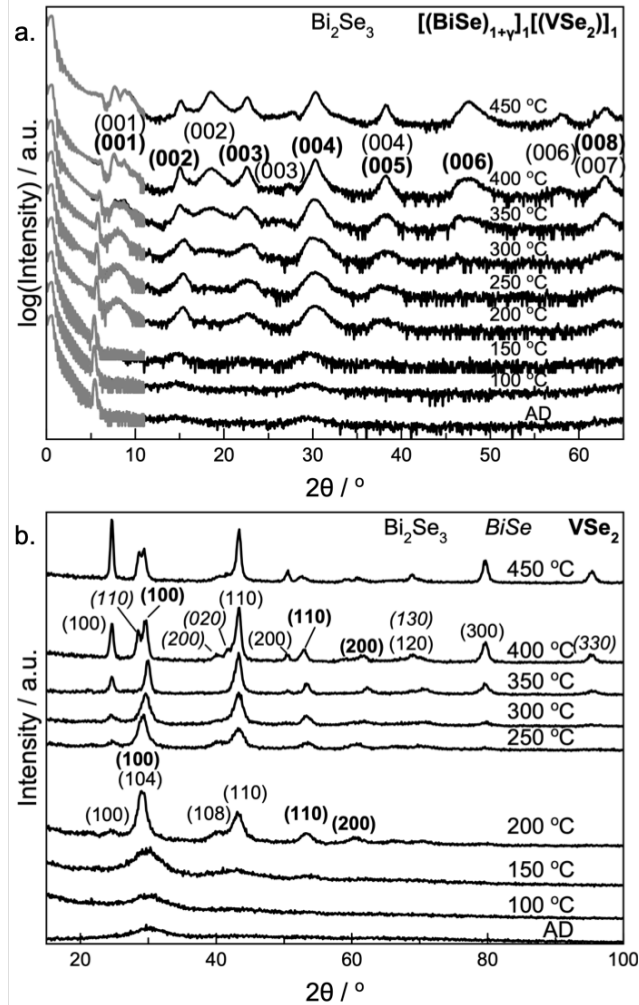 a. Bi₂Se₃ [(BiSe)₁₊γ]₁[(VSe₂)]₁
450 °C
(001) (002) (004) (006) (008)
(001) (002) (003) (003) (004) (005) (006) (007)
400 °C
350 °C
300 °C
250 °C
200 °C
150 °C
100 °C
AD
log(Intensity) / a.u.
0 10 20 30 40 50 60
2θ / °
b. Bi₂Se₃ BiSe VSe₂
450 °C
(110) (100) (110) (130)
(100) (020) (200) (200) (110) (200) (120) (300) (330)
400 °C
350 °C
300 °C
250 °C
(100)
(104) (110)
(100) (108) (110) (200)
200 °C
150 °C
100 °C
AD
Intensity / a.u.
20 40 60 80 100
2θ / °